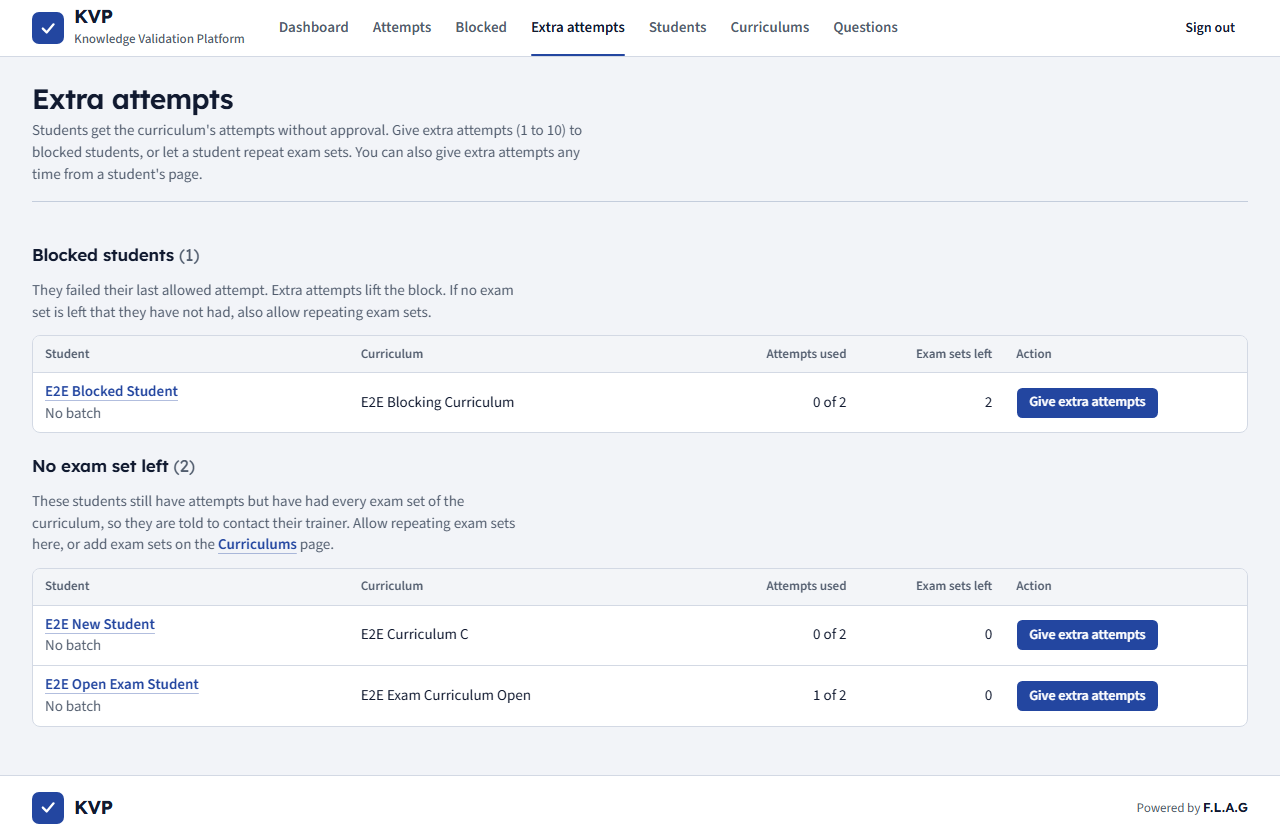 KVP
Knowledge Validation Platform
Dashboard
Attempts
Blocked
Extra attempts
Students
Curriculums
Questions
Sign out
Extra attempts
Students get the curriculum's attempts without approval. Give extra attempts (1 to 10) to
blocked students, or let a student repeat exam sets. You can also give extra attempts any
time from a student's page.
Blocked students (1)
They failed their last allowed attempt. Extra attempts lift the block. If no exam
set is left that they have not had, also allow repeating exam sets.
Student Curriculum Attempts used Exam sets left Action
E2E Blocked Student
No batch
E2E Blocking Curriculum 0 of 2 2 Give extra attempts
No exam set left (2)
These students still have attempts but have had every exam set of the
curriculum, so they are told to contact their trainer. Allow repeating exam sets
here, or add exam sets on the Curriculums page.
Student Curriculum Attempts used Exam sets left Action
E2E New Student
No batch
E2E Curriculum C 0 of 2 0 Give extra attempts
E2E Open Exam Student
No batch
E2E Exam Curriculum Open 1 of 2 0 Give extra attempts
KVP
Powered by F.L.A.G